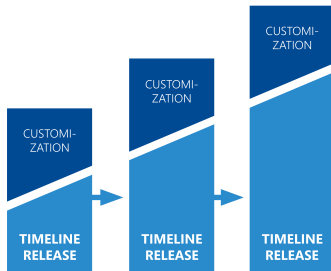 CUSTOMI-
ZATION
TIMELINE
RELEASE
CUSTOMI-
ZATION
TIMELINE
RELEASE
CUSTOMI-
ZATION
TIMELINE
RELEASE